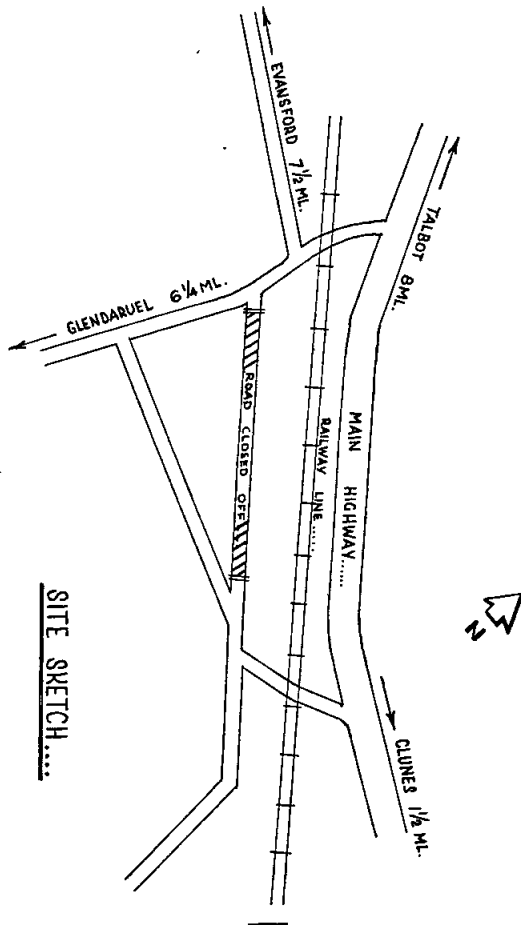 EVANSFORD 7½ ML.
TALBOT 8ML.
GLENDARUEL 6¼ ML.
ROAD CLOSED OFF
RAILWAY LINE......
MAIN HIGHWAY......
N
CLUNES 1½ ML.
SITE SKETCH....